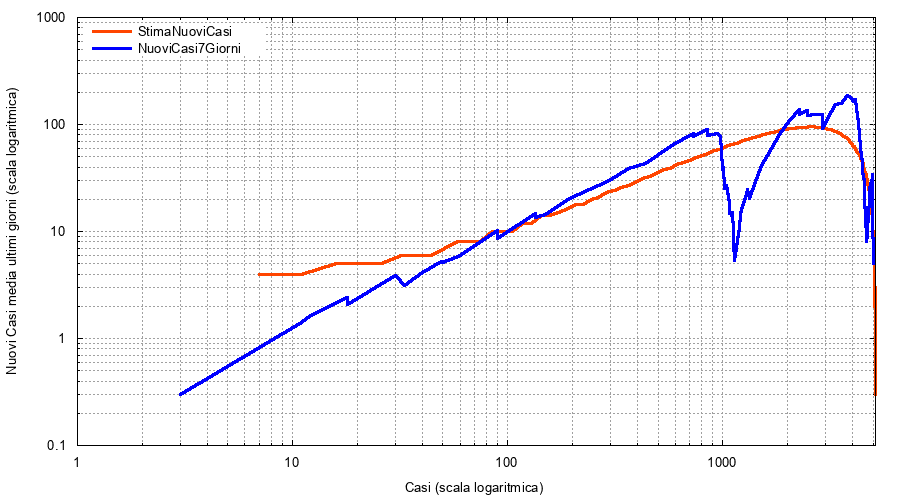 StimaNuoviCasi
NuoviCasi7Giorni
Nuovi Casi media ultimi giorni (scala logaritmica)
1000
100
10
1
0.1
1
10
100
1000
Casi (scala logaritmica)